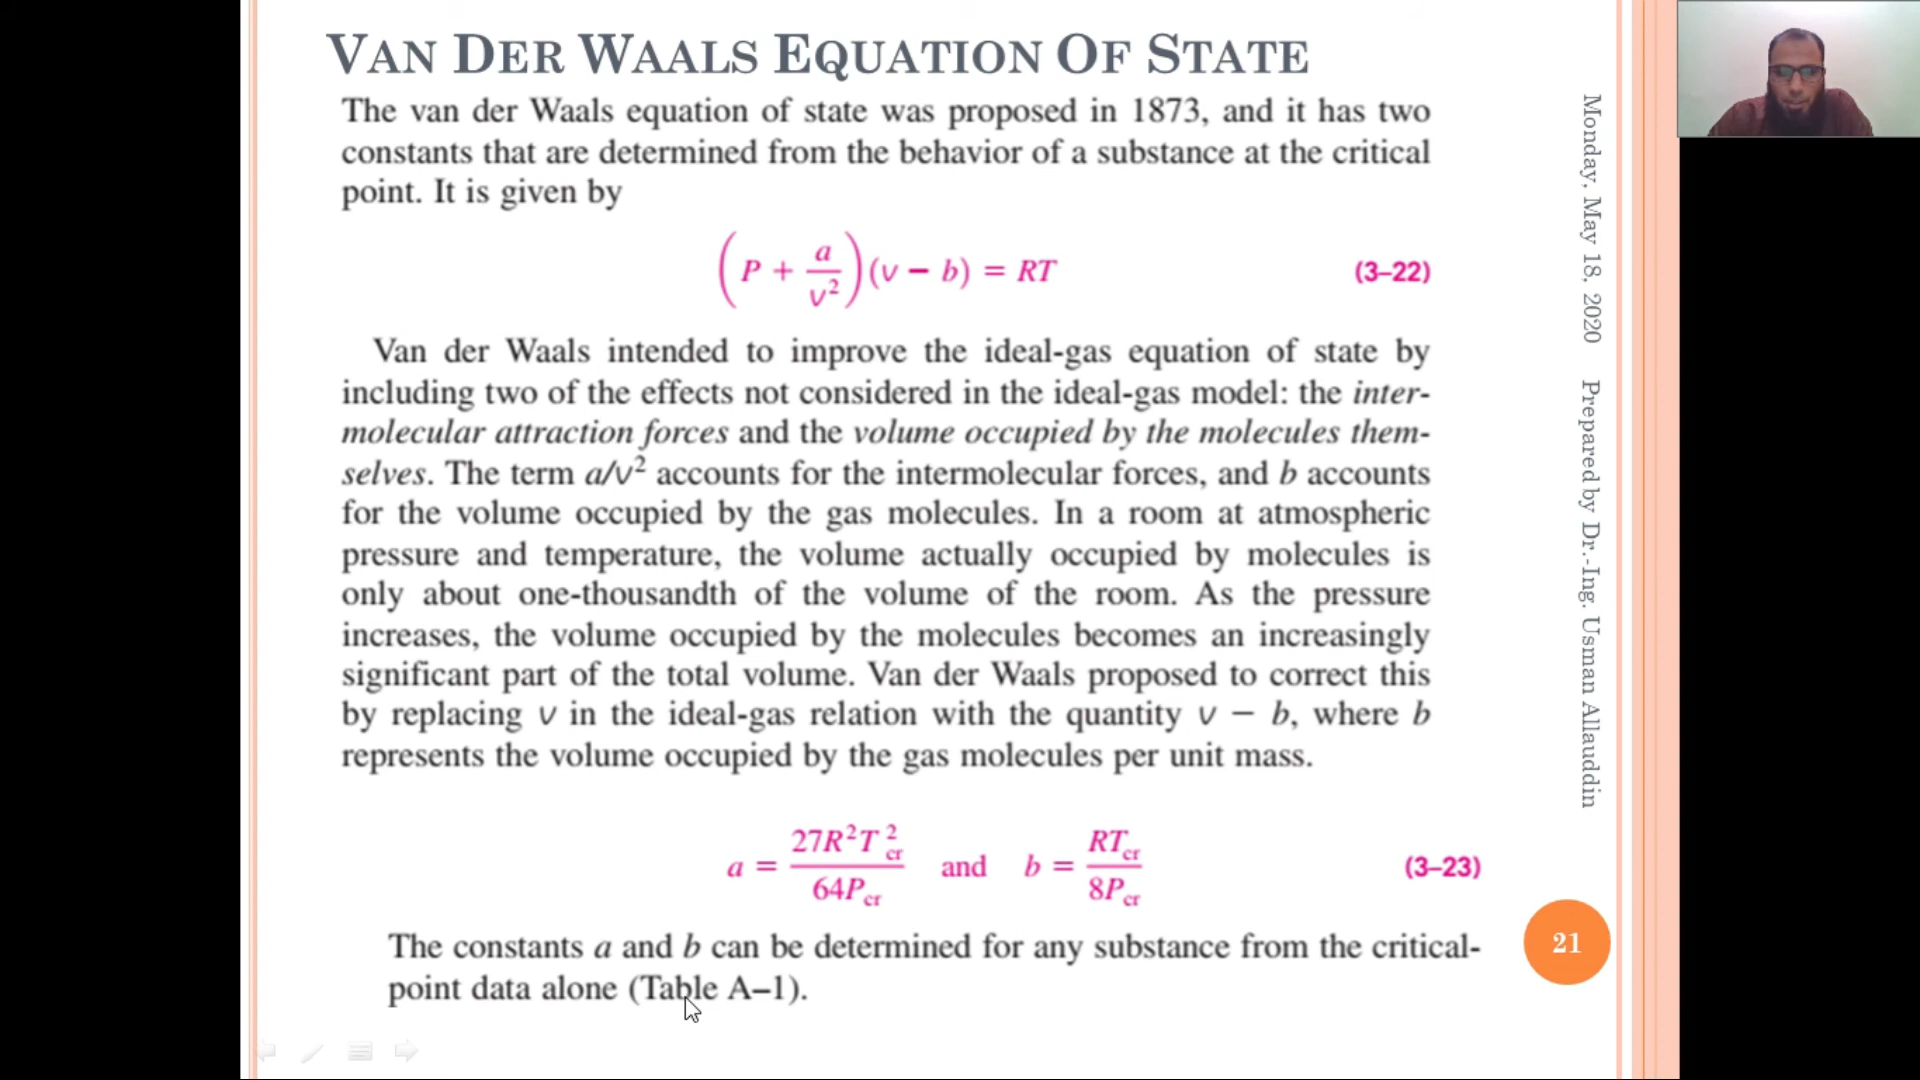 VAN DER WAALS EQUATION OF STATE
The van der Waals equation of state was proposed in 1873, and it has two
constants that are determined from the behavior of a substance at the critical
point. It is given by
(P + a/v²)(v − b) = RT (3–22)
Van der Waals intended to improve the ideal-gas equation of state by
including two of the effects not considered in the ideal-gas model: the inter-
molecular attraction forces and the volume occupied by the molecules them-
selves. The term a/v² accounts for the intermolecular forces, and b accounts
for the volume occupied by the gas molecules. In a room at atmospheric
pressure and temperature, the volume actually occupied by molecules is
only about one-thousandth of the volume of the room. As the pressure
increases, the volume occupied by the molecules becomes an increasingly
significant part of the total volume. Van der Waals proposed to correct this
by replacing v in the ideal-gas relation with the quantity v − b, where b
represents the volume occupied by the gas molecules per unit mass.
a = 27R²T²cr / 64Pcr and b = RTcr / 8Pcr (3–23)
The constants a and b can be determined for any substance from the critical-
point data alone (Table A–1).
Monday, May 18, 2020 Prepared by Dr.-Ing. Usman Allauddin
21